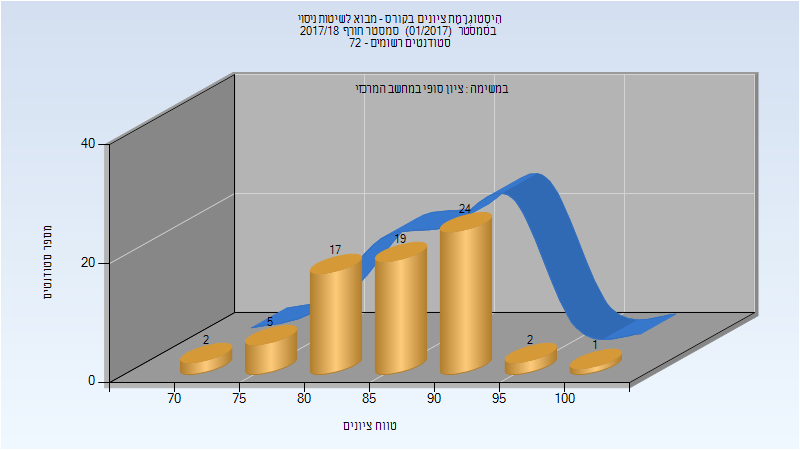 היסטוגרמת ציונים בקורס - מבוא לשיטות ניסוי
בסמסטר (01/2017) סמסטר חורף 2017/18
סטודנטים רשומים - 72
במשימה : ציון סופי במחשב המרכזי
מספר סטודנטים
40
20
0
2
5
17
19
24
2
1
70
75
80
85
90
95
100
טווח ציונים